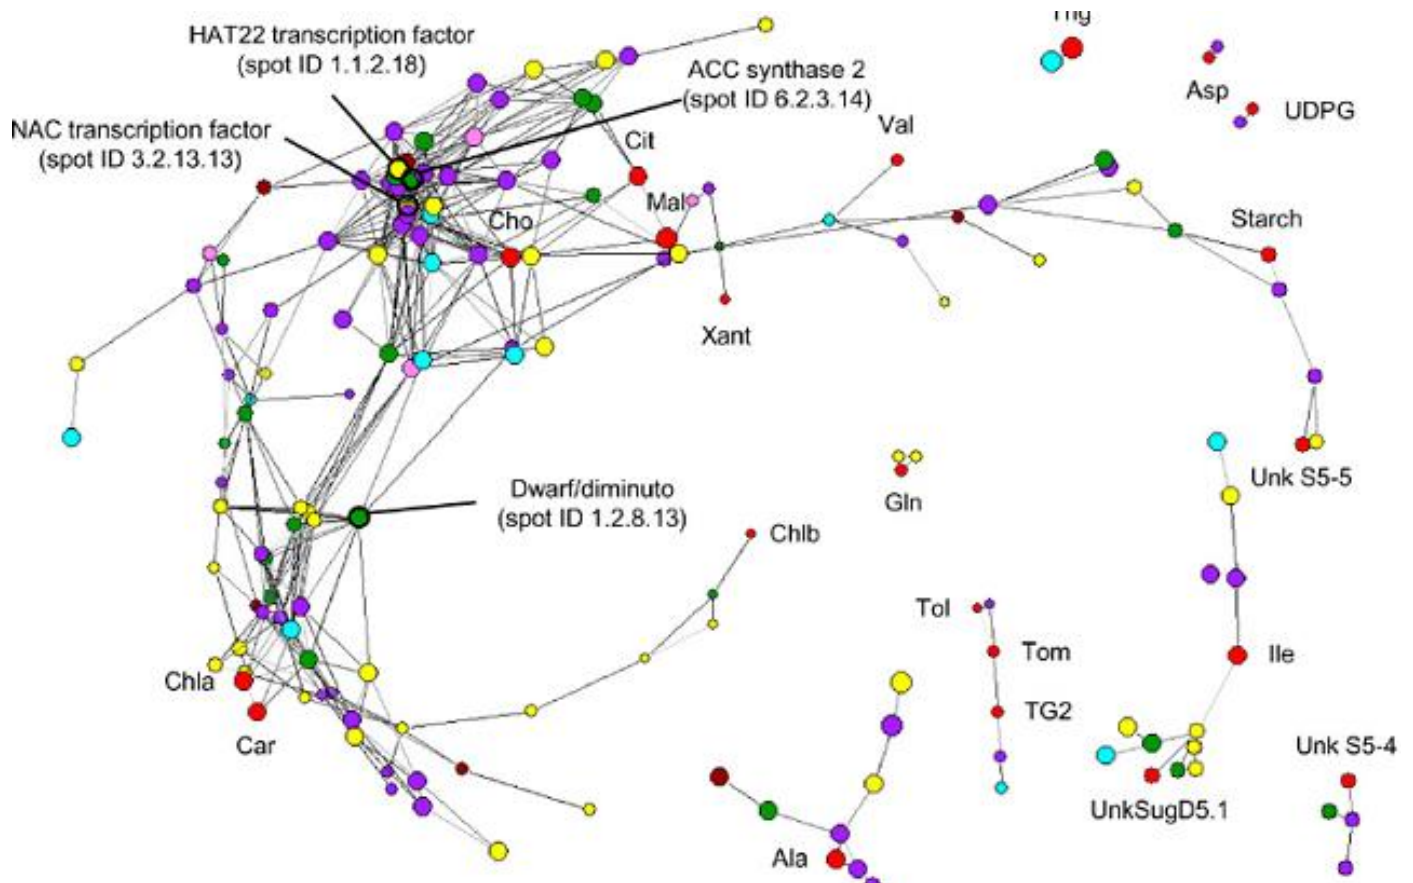 HAT22 transcription factor
(spot ID 1.1.2.18)
ACC synthase 2
(spot ID 6.2.3.14)
NAC transcription factor
(spot ID 3.2.13.13)
Asp
UDPG
Cit
Val
Mal
Cho
Starch
Xant
Unk S5-5
Gln
Dwarf/diminuto
(spot ID 1.2.8.13)
Chlb
Tol
Tom
Ile
TG2
Chla
Car
Unk S5-4
UnkSugD5.1
Ala